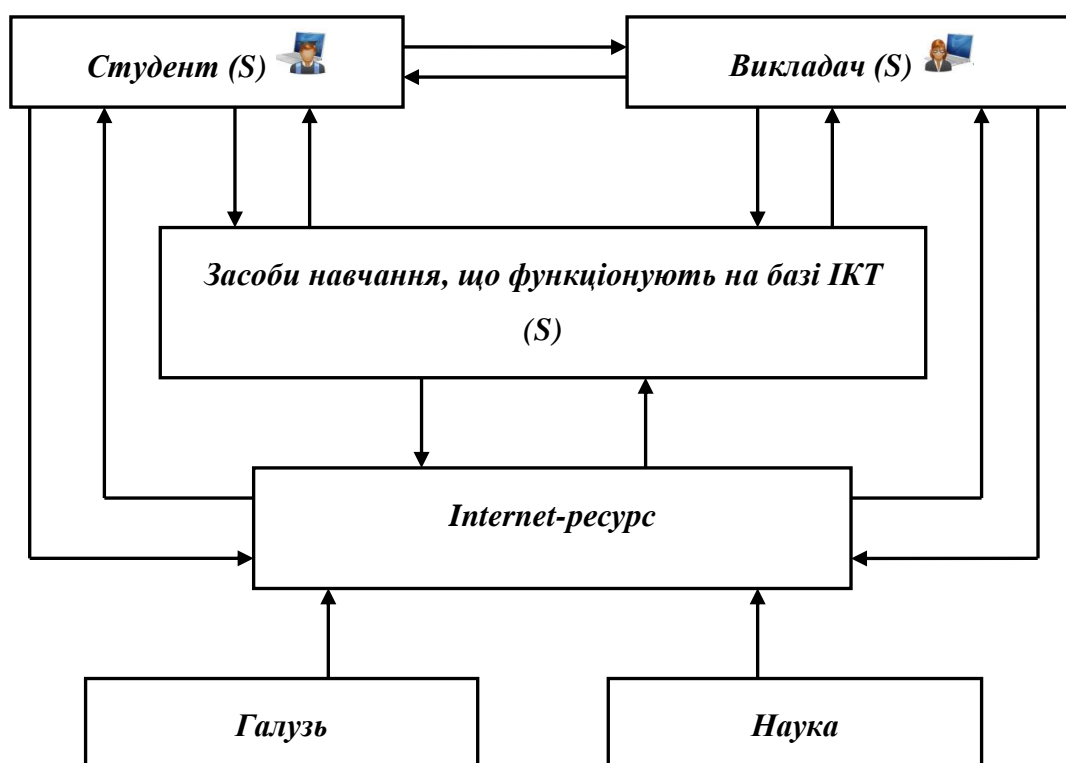 Студент (S)
Викладач (S)
Засоби навчання, що функціонують на базі ІКТ
(S)
Internet-ресурс
Галузь
Наука